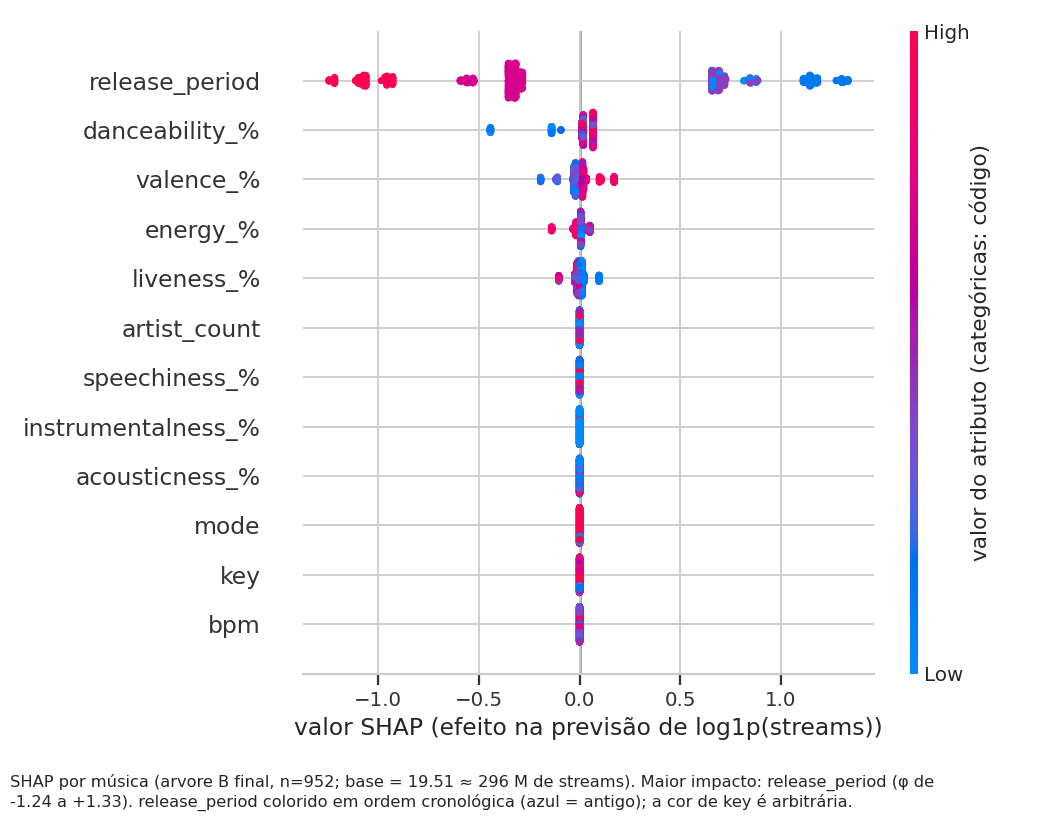 High
release_period
danceability_%
valence_%
energy_%
liveness_%
artist_count
speechiness_%
instrumentalness_%
acousticness_%
mode
key
bpm
valor do atributo (categóricas: código)
Low
−1.0 −0.5 0.0 0.5 1.0
valor SHAP (efeito na previsão de log1p(streams))
SHAP por música (arvore B final, n=952; base = 19.51 ≈ 296 M de streams). Maior impacto: release_period (φ de
-1.24 a +1.33). release_period colorido em ordem cronológica (azul = antigo); a cor de key é arbitrária.